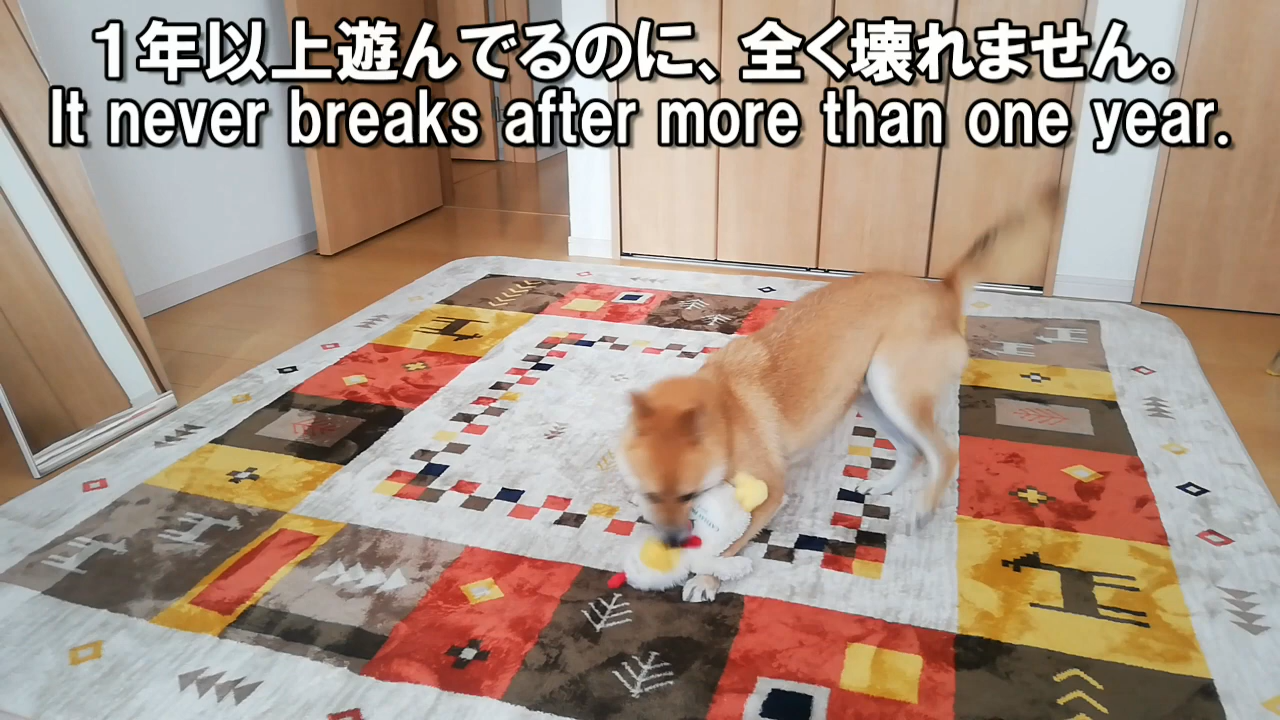 １年以上遊んでるのに、全く壊れません。
It never breaks after more than one year.